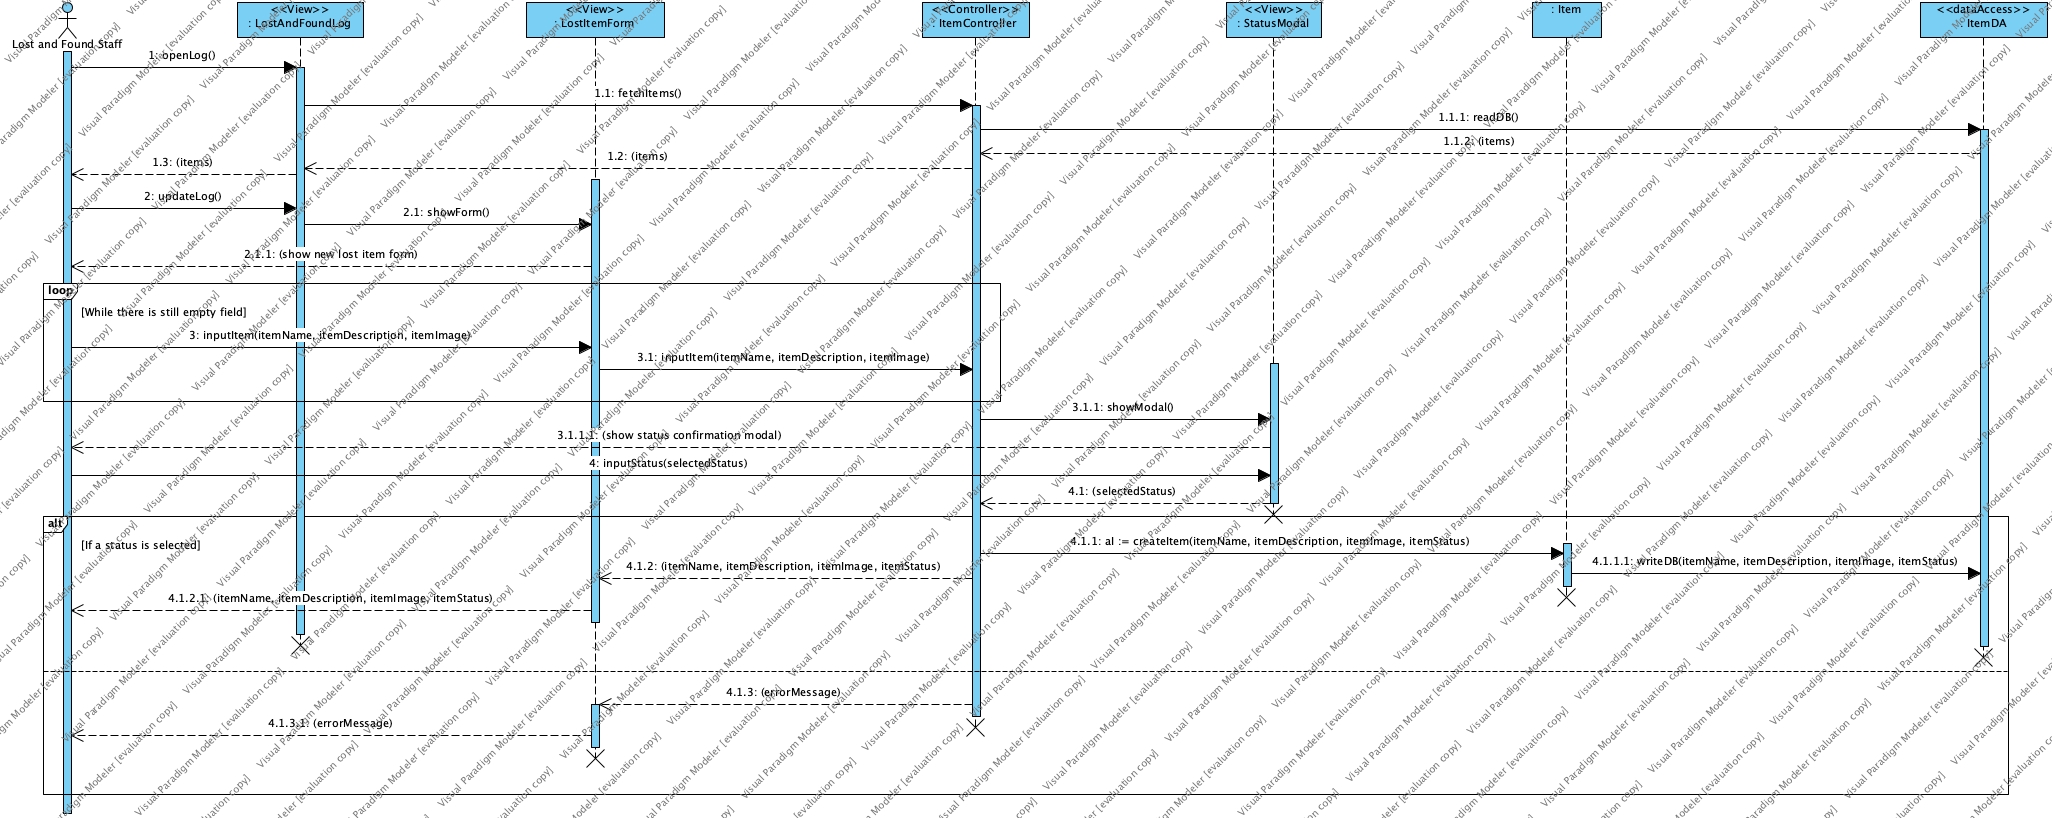 <<View>>
: LostAndFoundLog
<<View>>
: LostItemForm
<<Controller>>
: ItemController
<<View>>
: StatusModal
: Item
<<dataAccess>>
: ItemDA
Lost and Found Staff
1: openLog()
1.1: fetchItems()
1.1.1: readDB()
1.1.2: (items)
1.2: (items)
1.3: (items)
2: updateLog()
2.1: showForm()
2.1.1: (show new lost item form)
loop
[While there is still empty field]
3: inputItem(itemName, itemDescription, itemImage)
3.1: inputItem(itemName, itemDescription, itemImage)
3.1.1: showModal()
3.1.1.1: (show status confirmation modal)
4: inputStatus(selectedStatus)
4.1: (selectedStatus)
alt
[If a status is selected]
4.1.1: al := createItem(itemName, itemDescription, itemImage, itemStatus)
4.1.1.1: writeDB(itemName, itemDescription, itemImage, itemStatus)
4.1.2: (itemName, itemDescription, itemImage, itemStatus)
4.1.2.1: (itemName, itemDescription, itemImage, itemStatus)
4.1.3: (errorMessage)
4.1.3.1: (errorMessage)
Visual Paradigm Modeler [evaluation copy]